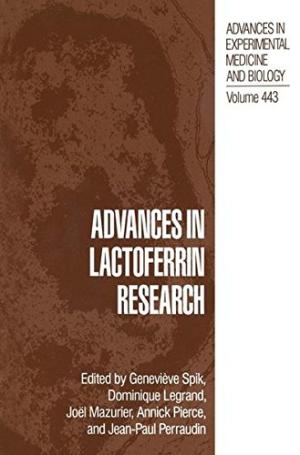 ADVANCES IN
EXPERIMENTAL
MEDICINE
AND BIOLOGY
Volume 443
ADVANCES IN
LACTOFERRIN
RESEARCH
Edited by Geneviève Spik,
Dominique Legrand,
Joël Mazurier, Annick Pierce,
and Jean-Paul Perraudin